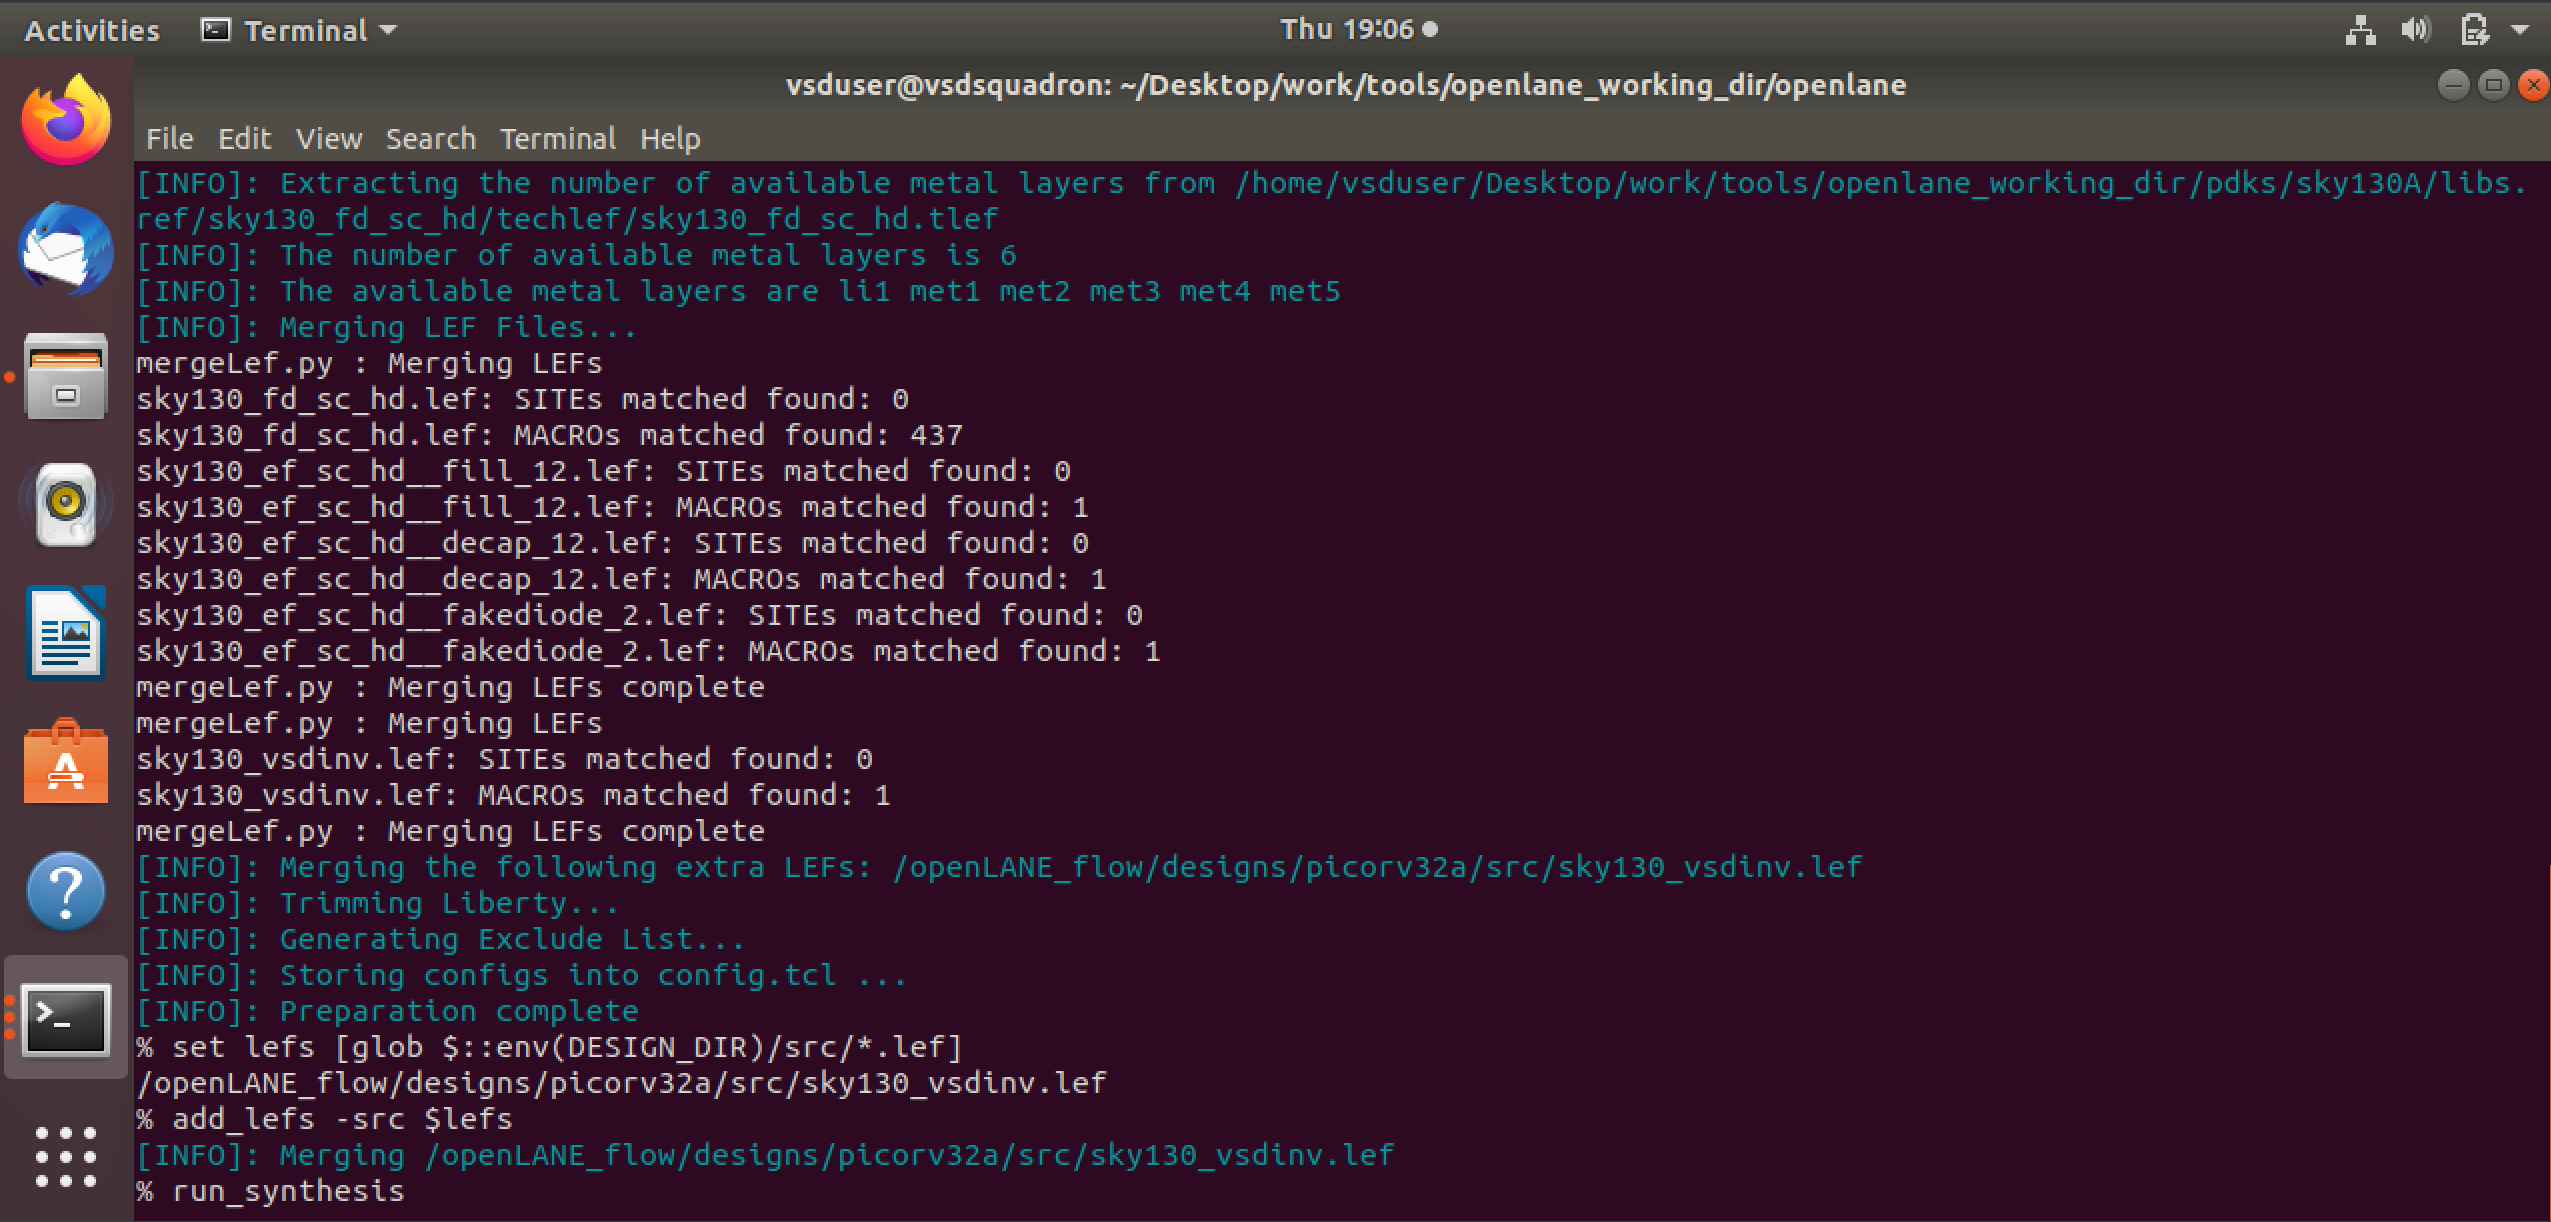 Activities Terminal Thu 19:06
vsduser@vsdsquadron: ~/Desktop/work/tools/openlane_working_dir/openlane
File Edit View Search Terminal Help
[INFO]: Extracting the number of available metal layers from /home/vsduser/Desktop/work/tools/openlane_working_dir/pdks/sky130A/libs.
ref/sky130_fd_sc_hd/techlef/sky130_fd_sc_hd.tlef
[INFO]: The number of available metal layers is 6
[INFO]: The available metal layers are li1 met1 met2 met3 met4 met5
[INFO]: Merging LEF Files...
mergeLef.py : Merging LEFs
sky130_fd_sc_hd.lef: SITEs matched found: 0
sky130_fd_sc_hd.lef: MACROs matched found: 437
sky130_ef_sc_hd__fill_12.lef: SITEs matched found: 0
sky130_ef_sc_hd__fill_12.lef: MACROs matched found: 1
sky130_ef_sc_hd__decap_12.lef: SITEs matched found: 0
sky130_ef_sc_hd__decap_12.lef: MACROs matched found: 1
sky130_ef_sc_hd__fakediode_2.lef: SITEs matched found: 0
sky130_ef_sc_hd__fakediode_2.lef: MACROs matched found: 1
mergeLef.py : Merging LEFs complete
mergeLef.py : Merging LEFs
sky130_vsdinv.lef: SITEs matched found: 0
sky130_vsdinv.lef: MACROs matched found: 1
mergeLef.py : Merging LEFs complete
[INFO]: Merging the following extra LEFs: /openLANE_flow/designs/picorv32a/src/sky130_vsdinv.lef
[INFO]: Trimming Liberty...
[INFO]: Generating Exclude List...
[INFO]: Storing configs into config.tcl ...
[INFO]: Preparation complete
% set lefs [glob $::env(DESIGN_DIR)/src/*.lef]
/openLANE_flow/designs/picorv32a/src/sky130_vsdinv.lef
% add_lefs -src $lefs
[INFO]: Merging /openLANE_flow/designs/picorv32a/src/sky130_vsdinv.lef
% run_synthesis